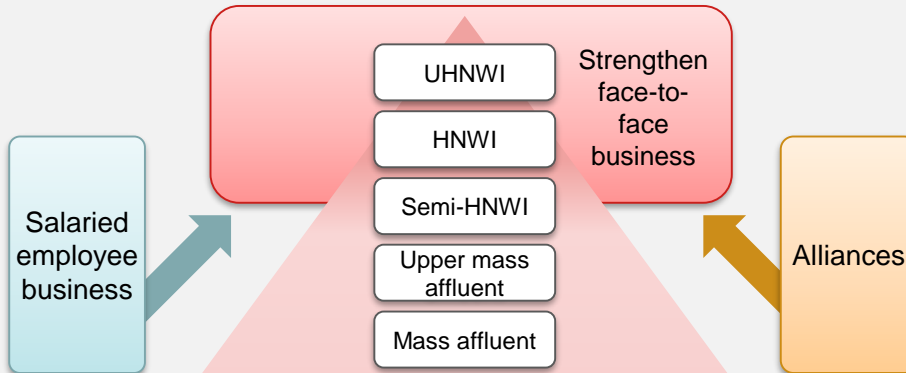 UHNWI
HNWI
Semi-HNWI
Upper mass
affluent
Mass affluent
Strengthen
face-to-
face
business
Salaried
employee
business
Alliances